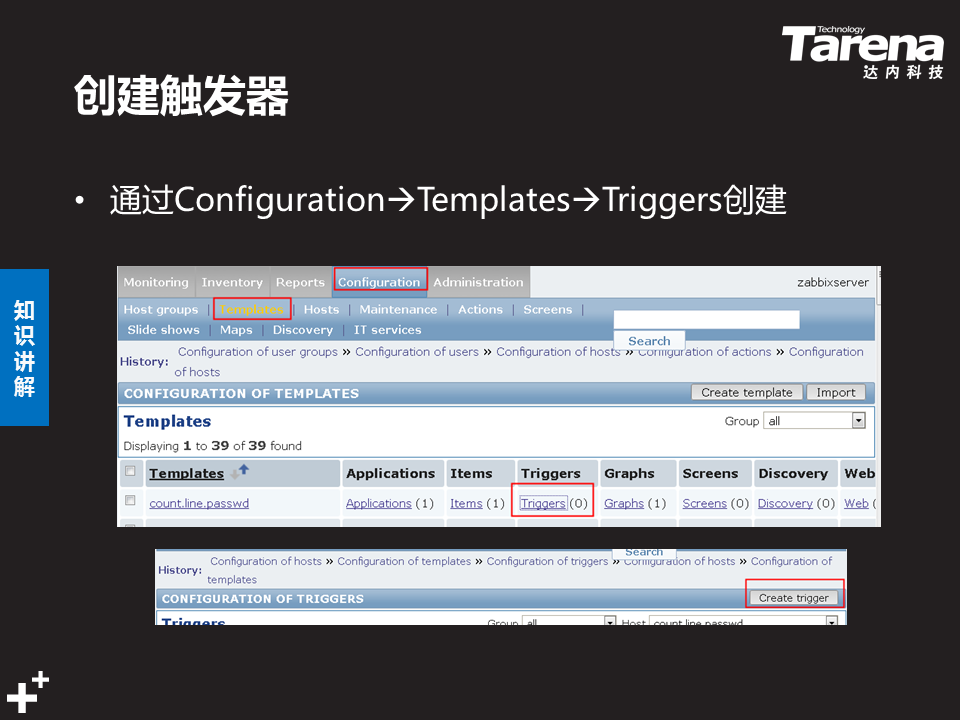 Technology
Tarena
达内科技
创建触发器
• 通过Configuration→Templates→Triggers创建
知识讲解
Monitoring Inventory Reports Configuration Administration zabbixserver
Host groups | Templates | Hosts | Maintenance | Actions | Screens |
Slide shows | Maps | Discovery | IT services
Search
History: Configuration of user groups » Configuration of users » Configuration of hosts » Configuration of actions » Configuration
of hosts
CONFIGURATION OF TEMPLATES Create template Import
Templates Group all
Displaying 1 to 39 of 39 found
Templates Applications Items Triggers Graphs Screens Discovery Web
count.line.passwd Applications (1) Items (1) Triggers (0) Graphs (1) Screens (0) Discovery (0) Web (
Search
History: Configuration of hosts » Configuration of templates » Configuration of triggers » Configuration of hosts » Configuration of
templates
CONFIGURATION OF TRIGGERS Create trigger
Triggers Group all Host count.line.passwd